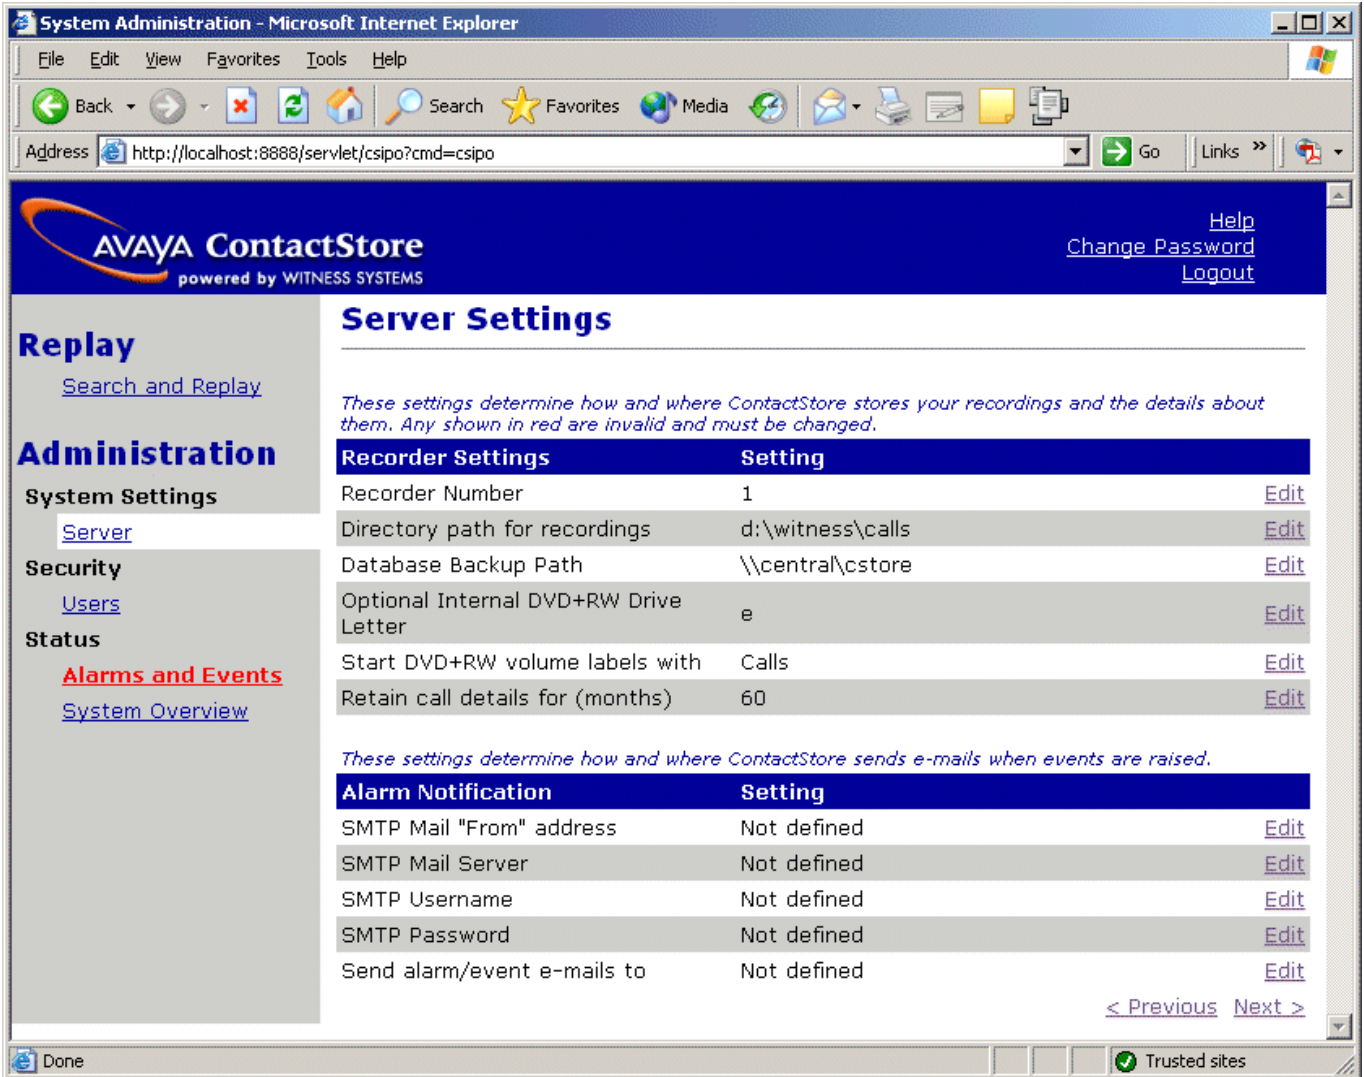 System Administration - Microsoft Internet Explorer
File Edit View Favorites Tools Help
Back Search Favorites Media
Address http://localhost:8888/servlet/csipo?cmd=csipo Go Links »
AVAYA ContactStore
powered by WITNESS SYSTEMS
Help
Change Password
Logout
Replay
Search and Replay
Administration
System Settings
Server
Security
Users
Status
Alarms and Events
System Overview
Server Settings
These settings determine how and where ContactStore stores your recordings and the details about
them. Any shown in red are invalid and must be changed.
Recorder Settings Setting
Recorder Number 1 Edit
Directory path for recordings d:\witness\calls Edit
Database Backup Path \\central\cstore Edit
Optional Internal DVD+RW Drive
Letter e Edit
Start DVD+RW volume labels with Calls Edit
Retain call details for (months) 60 Edit
These settings determine how and where ContactStore sends e-mails when events are raised.
Alarm Notification Setting
SMTP Mail "From" address Not defined Edit
SMTP Mail Server Not defined Edit
SMTP Username Not defined Edit
SMTP Password Not defined Edit
Send alarm/event e-mails to Not defined Edit
< Previous Next >
Done Trusted sites